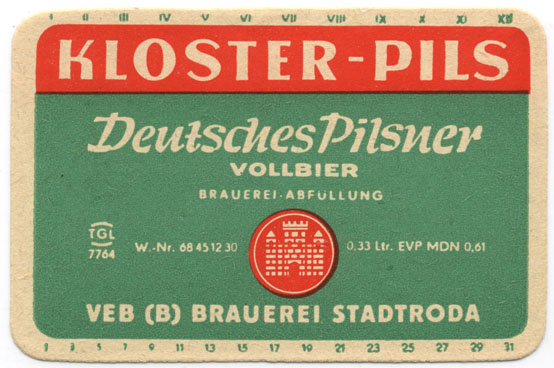 I II III IV V VI VII VIII IX X XI XII
KLOSTER-PILS
Deutsches Pilsner
VOLLBIER
BRAUEREI-ABFÜLLUNG
TGL
7764
W.-Nr. 68 45 12 30
0,33 Ltr. EVP MDN 0,61
VEB (B) BRAUEREI STADTRODA
1 3 5 7 9 11 13 15 17 19 21 23 25 27 29 31